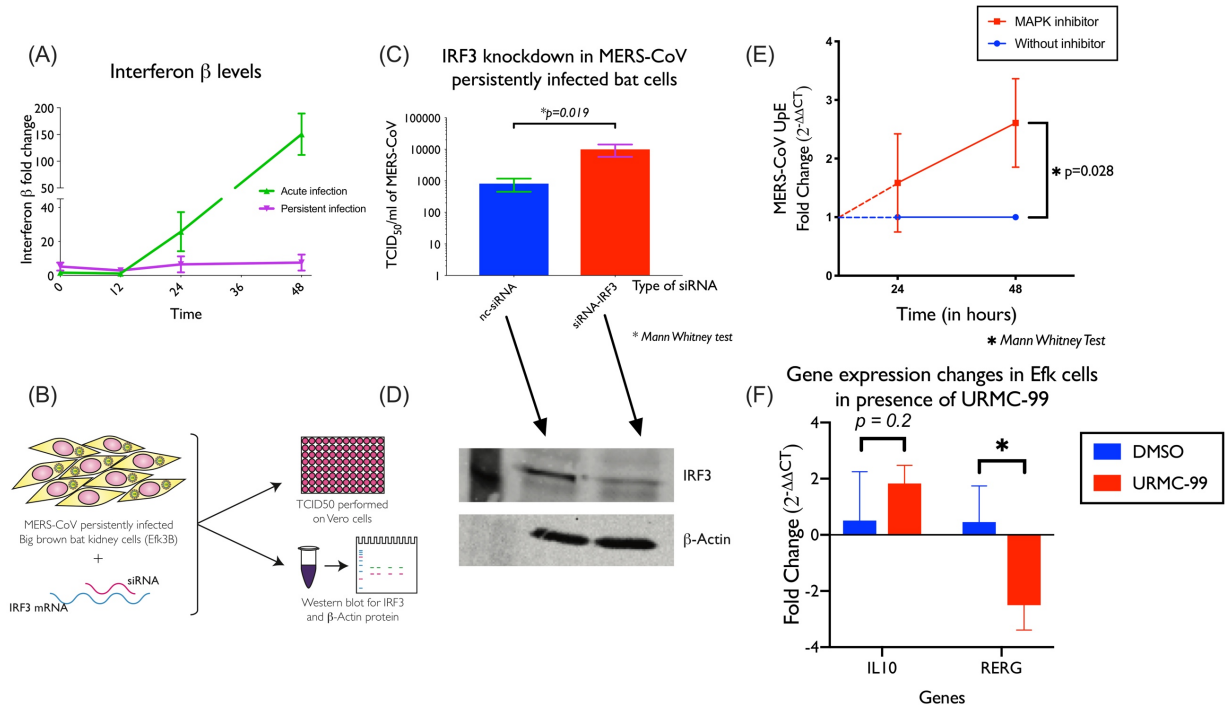 (A)
Interferon β levels
Interferon β fold change
200
150
100
50
50
40
30
20
10
0
Acute infection
Persistent infection
0
12
24
36
48
Time
(B)
MERS-CoV persistently infected
Big brown bat kidney cells (Efk3B)
+
siRNA
IRF3 mRNA
TCID50 performed
on Vero cells
Western blot for IRF3
and β-Actin protein
(C)
IRF3 knockdown in MERS-CoV
persistently infected bat cells
*p=0.019
TCID50/ml of MERS-CoV
100000
10000
1000
100
10
1
nc-siRNA
siRNA-IRF3
Type of siRNA
* Mann Whitney test
(D)
IRF3
β-Actin
(E)
MAPK inhibitor
Without inhibitor
MERS-CoV UpE
Fold Change (2-ΔΔCT)
4
3
2
1
0
* p=0.028
24
48
Time (in hours)
* Mann Whitney Test
(F)
Gene expression changes in Efk cells
in presence of URMC-99
p = 0.2
*
Fold Change (2-ΔΔCT)
4
2
0
-2
-4
DMSO
URMC-99
IL10
RERG
Genes